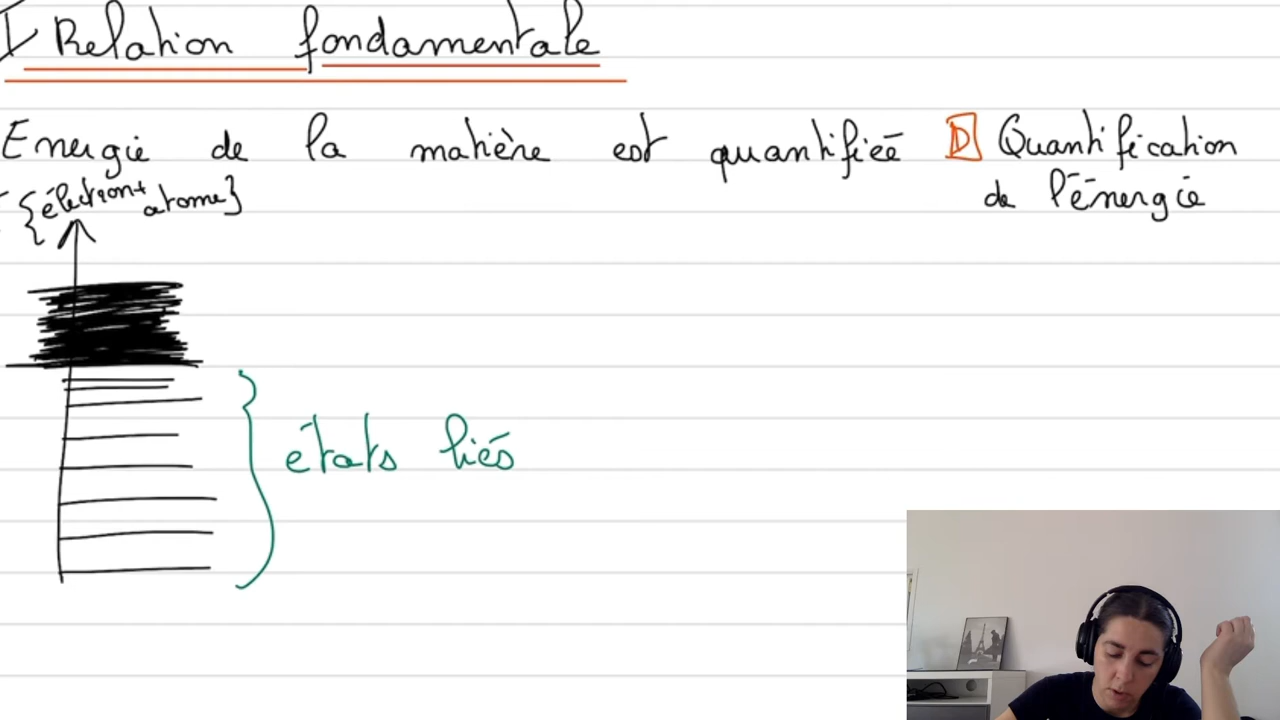 I Relation fondamentale
Energie de la matière est quantifiée D Quantification
de l'énergie
{électron + atome}
états liés